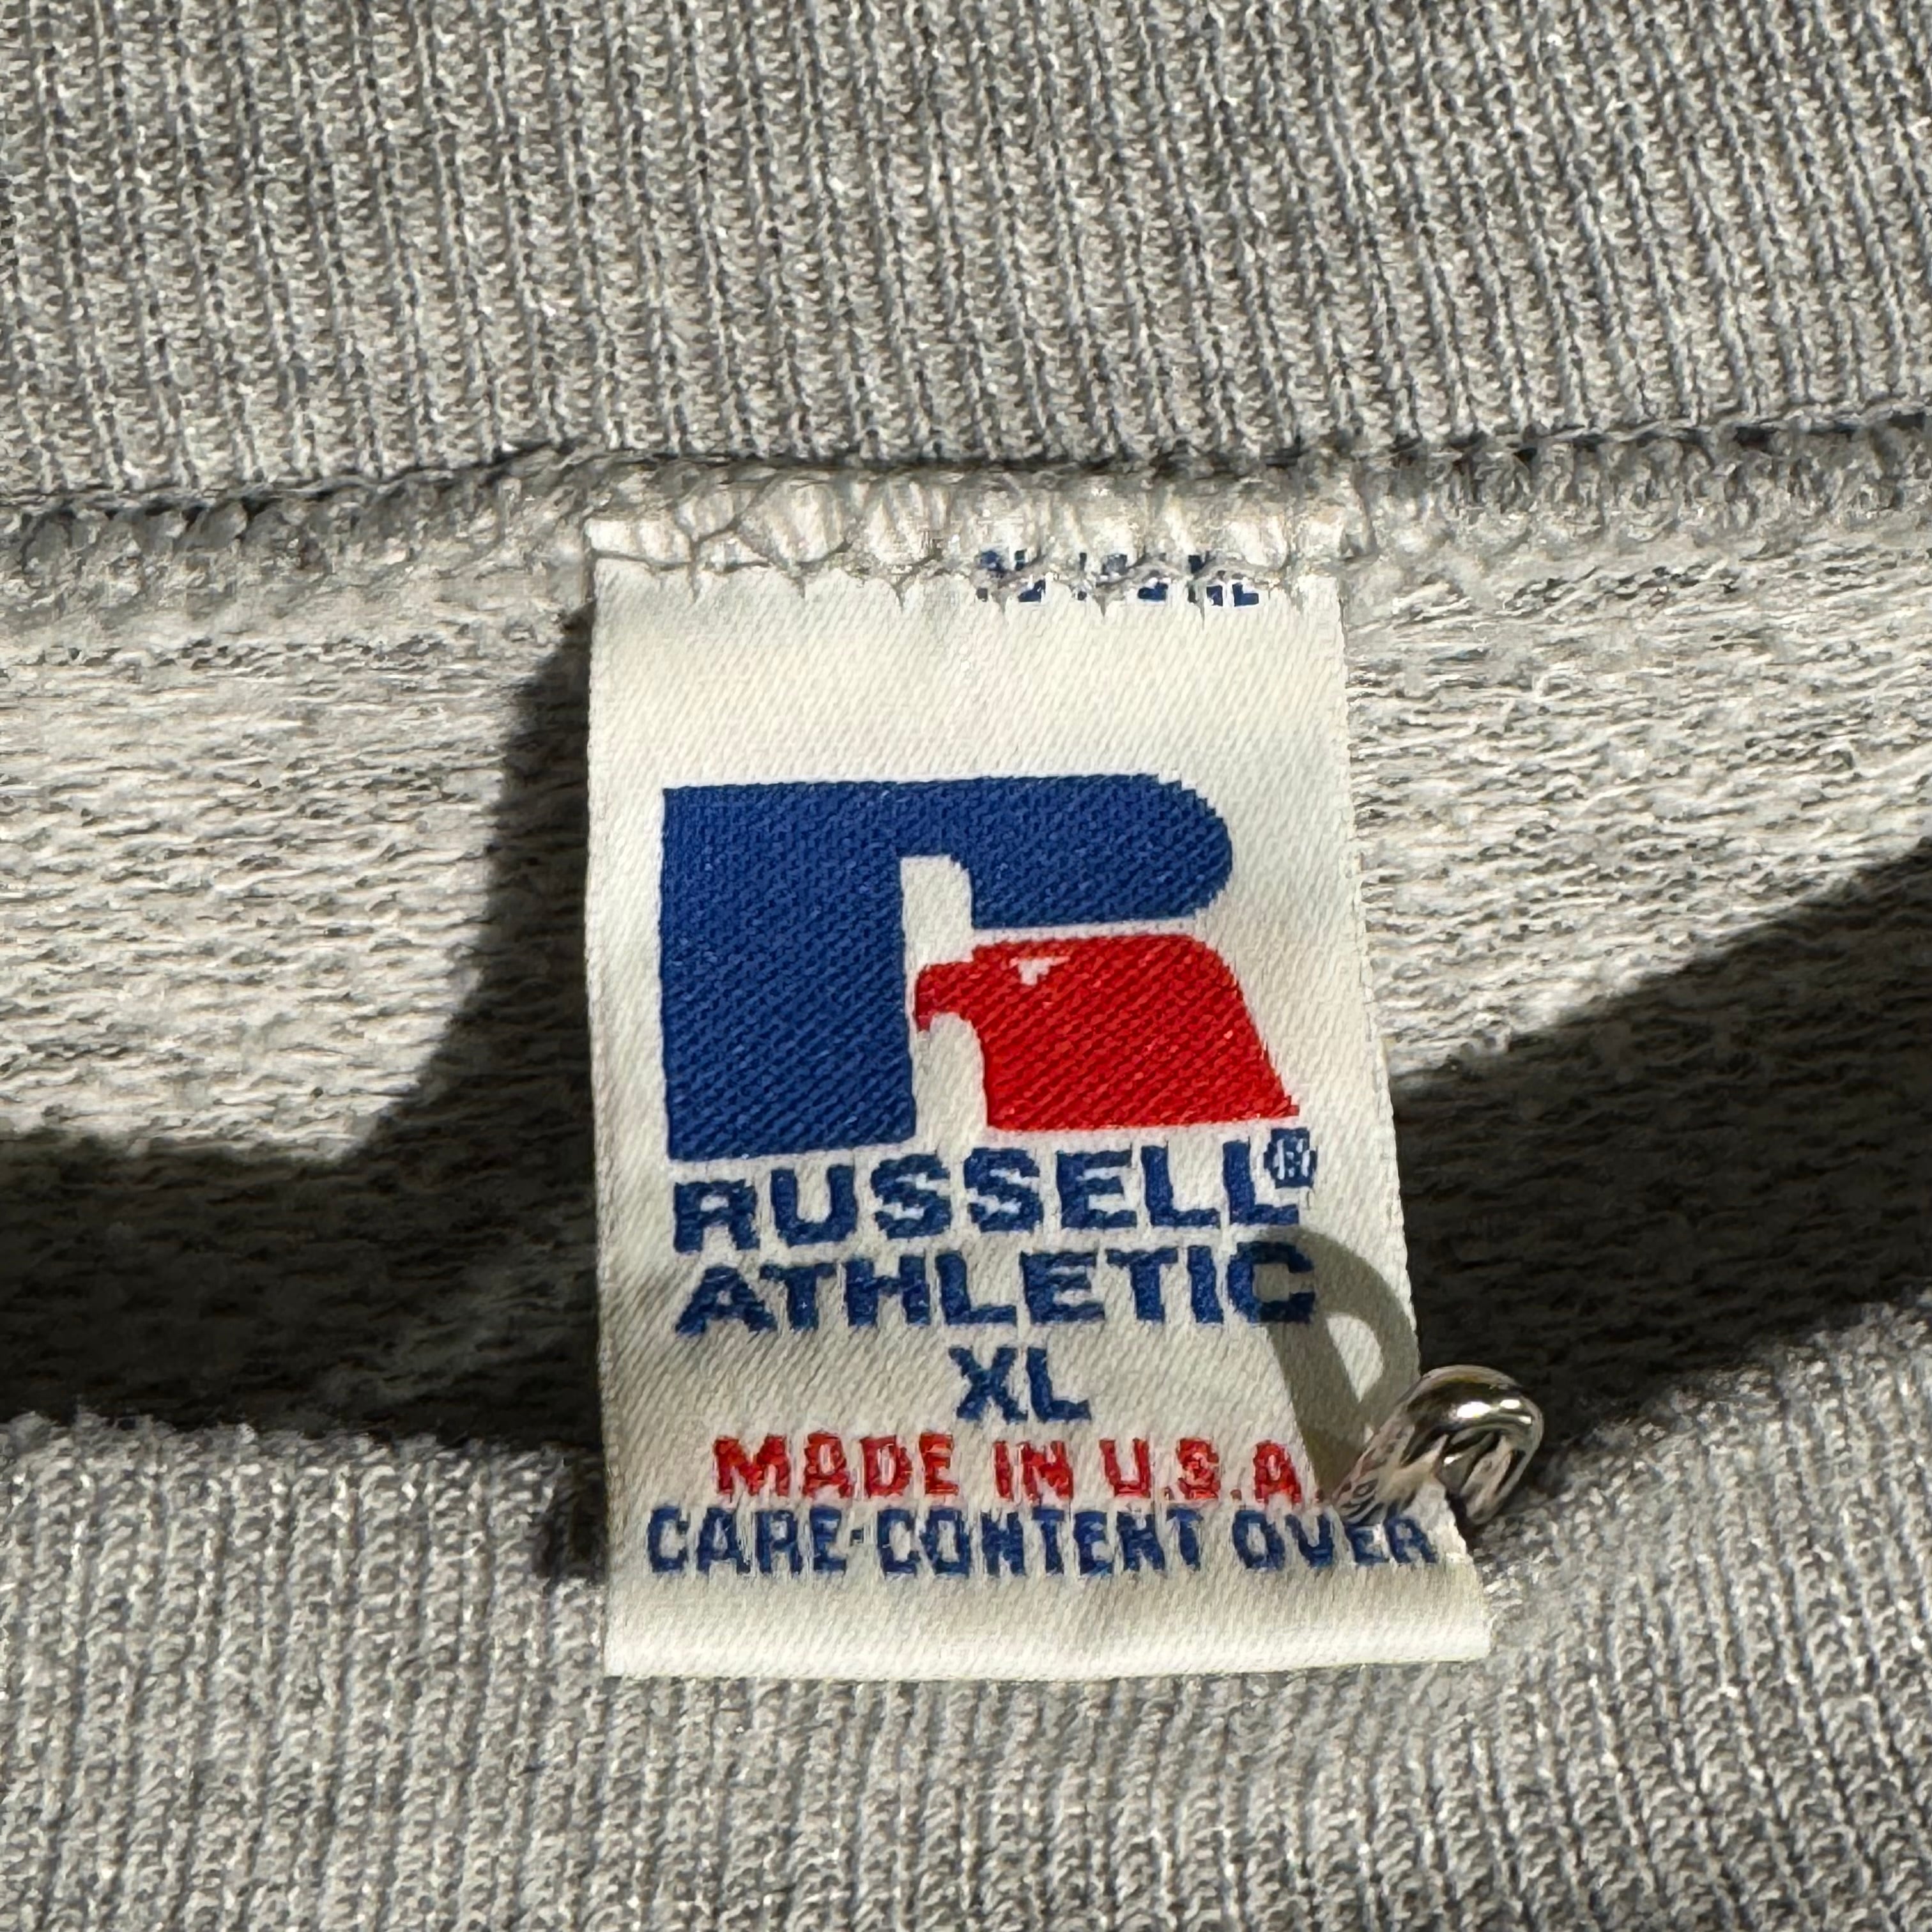 RUSSELL®
ATHLETIC
XL
MADE IN U.S.A.
CARE-CONTENT OVER